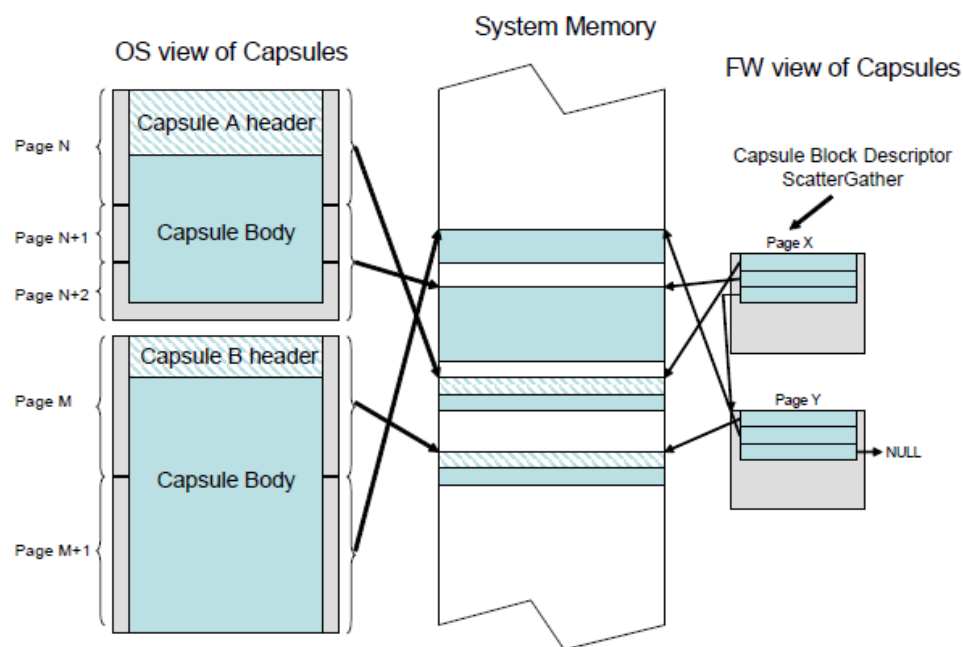 System Memory
OS view of Capsules
FW view of Capsules
Capsule A header
Page N
Capsule Block Descriptor
ScatterGather
Capsule Body
Page N+1
Page X
Page N+2
Capsule B header
Page M
Page Y
NULL
Capsule Body
Page M+1